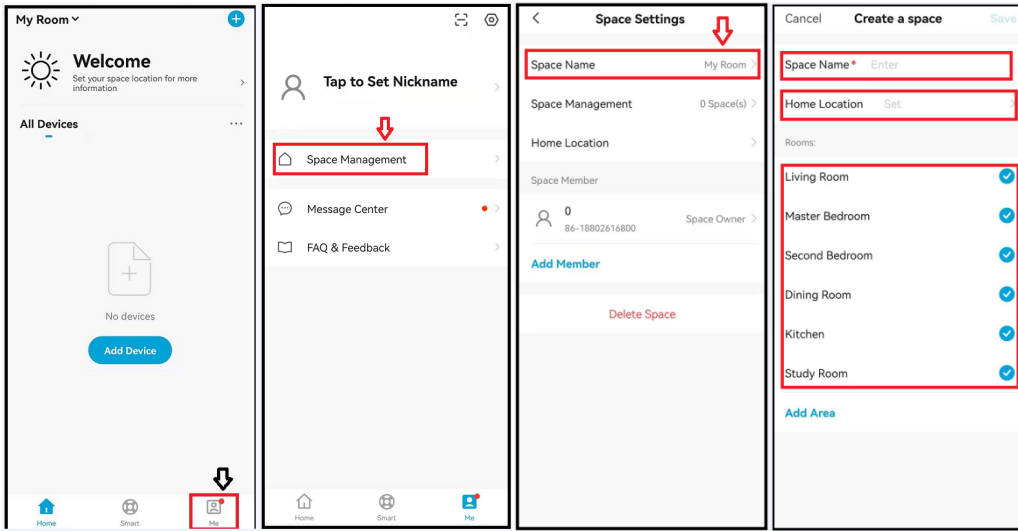 My Room
Welcome
Set your space location for more
information
All Devices
No devices
Add Device
Home
Smart
Me
Tap to Set Nickname
Space Management
Message Center
FAQ & Feedback
Home
Smart
Me
Space Settings
Space Name
My Room
Space Management
0 Space(s)
Home Location
Space Member
0
86-18802616800
Space Owner
Add Member
Delete Space
Cancel
Create a space
Save
Space Name*
Enter
Home Location
Set
Rooms:
Living Room
Master Bedroom
Second Bedroom
Dining Room
Kitchen
Study Room
Add Area